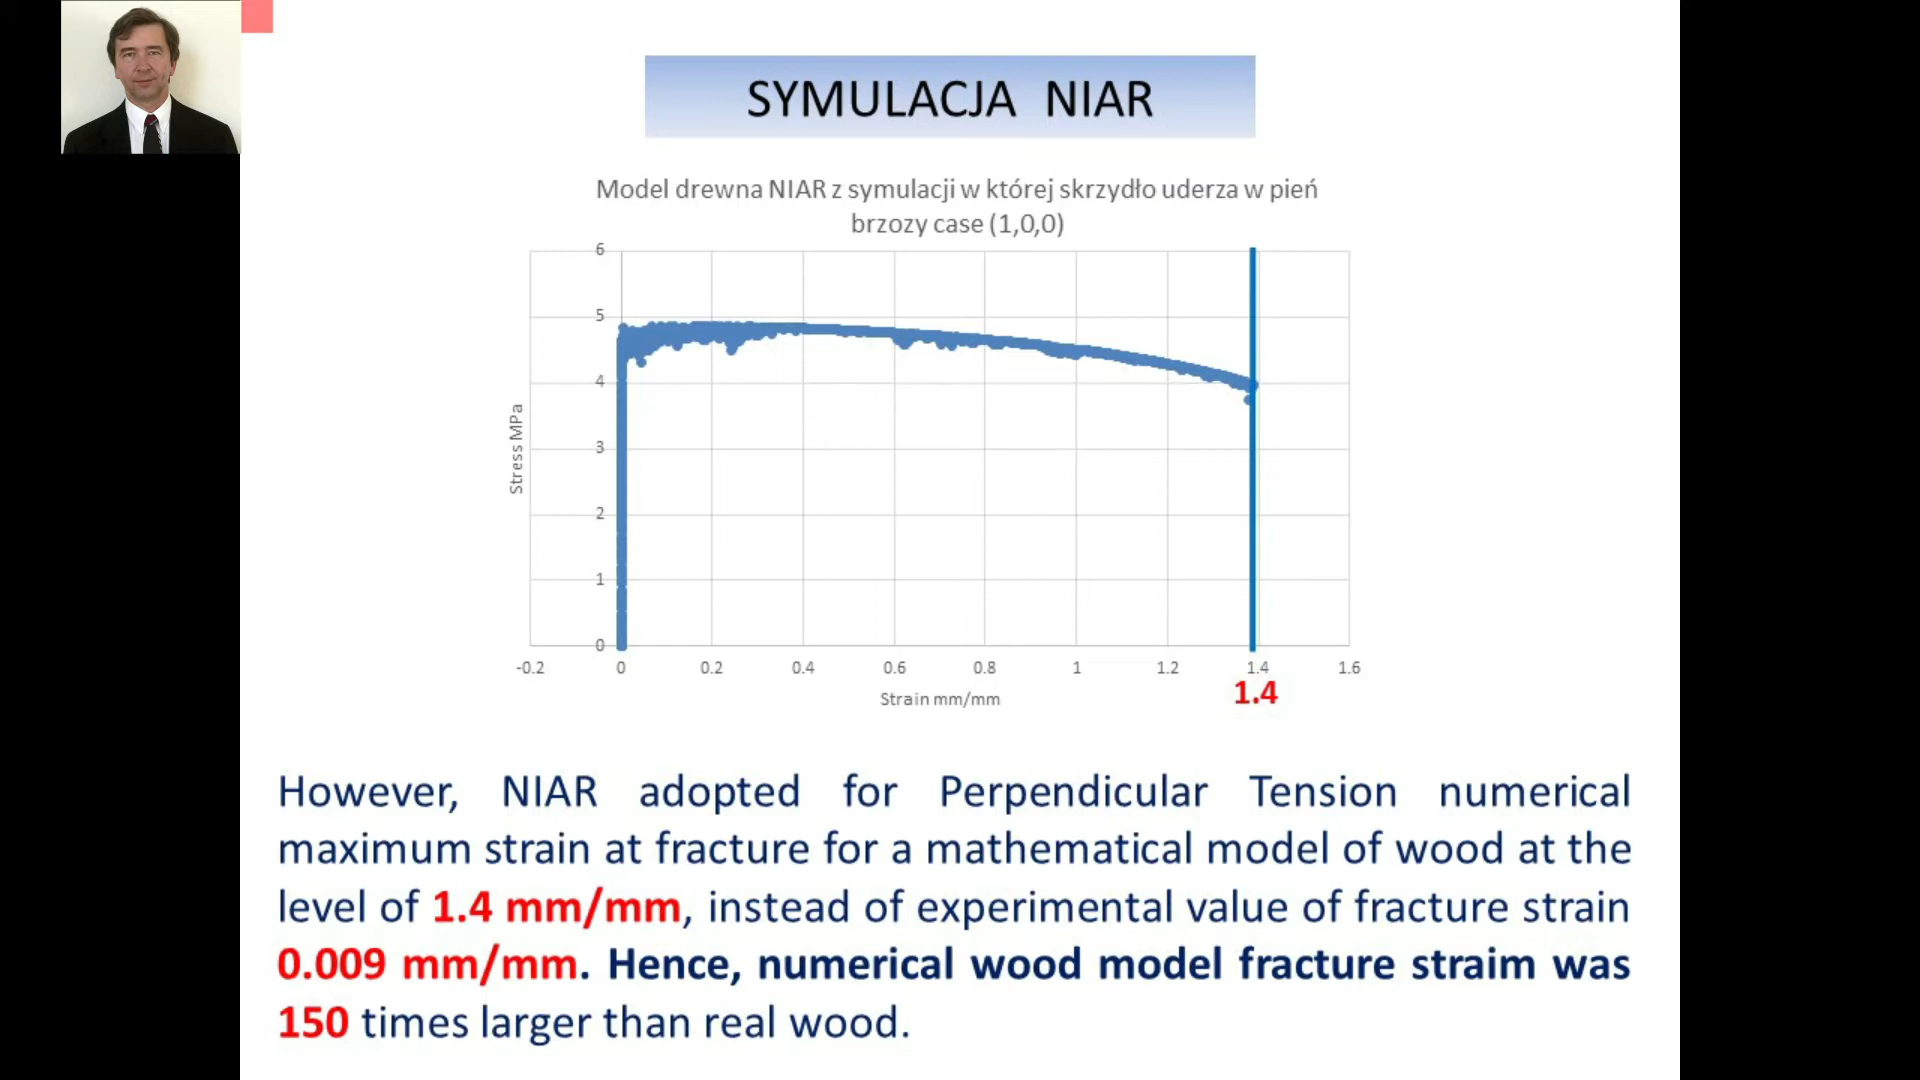 SYMULACJA NIAR
Model drewna NIAR z symulacji w której skrzydło uderza w pień
brzozy case (1,0,0)
6
5
4
3
2
1
0
Stress MPa
-0.2 0 0.2 0.4 0.6 0.8 1 1.2 1.4 1.6
1.4
Strain mm/mm
However, NIAR adopted for Perpendicular Tension numerical
maximum strain at fracture for a mathematical model of wood at the
level of 1.4 mm/mm, instead of experimental value of fracture strain
0.009 mm/mm. Hence, numerical wood model fracture straim was
150 times larger than real wood.